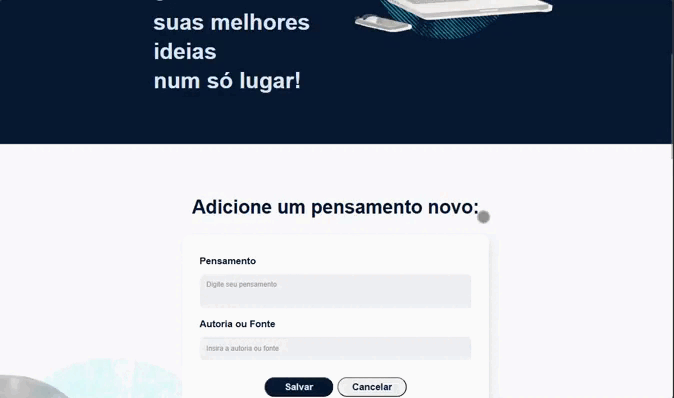 suas melhores
ideias
num só lugar!
Adicione um pensamento novo:
Pensamento
Digite seu pensamento
Autoria ou Fonte
Insira a autoria ou fonte
Salvar
Cancelar